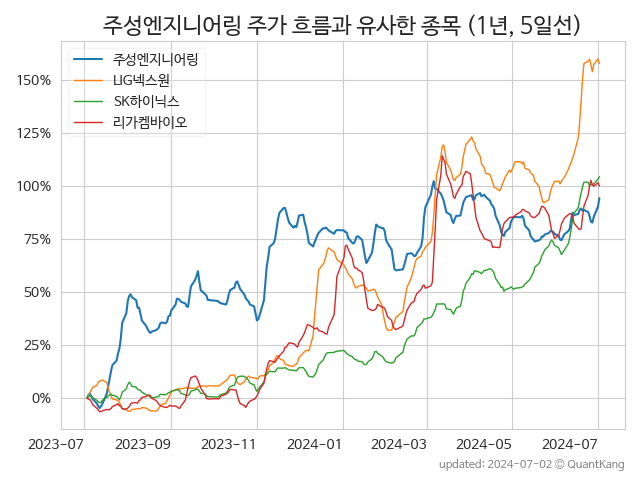 주성엔지니어링 주가 흐름과 유사한 종목 (1년, 5일선)
주성엔지니어링
LIG넥스원
SK하이닉스
리가켐바이오
150%
125%
100%
75%
50%
25%
0%
2023-07 2023-09 2023-11 2024-01 2024-03 2024-05 2024-07
updated: 2024-07-02 © QuantKang